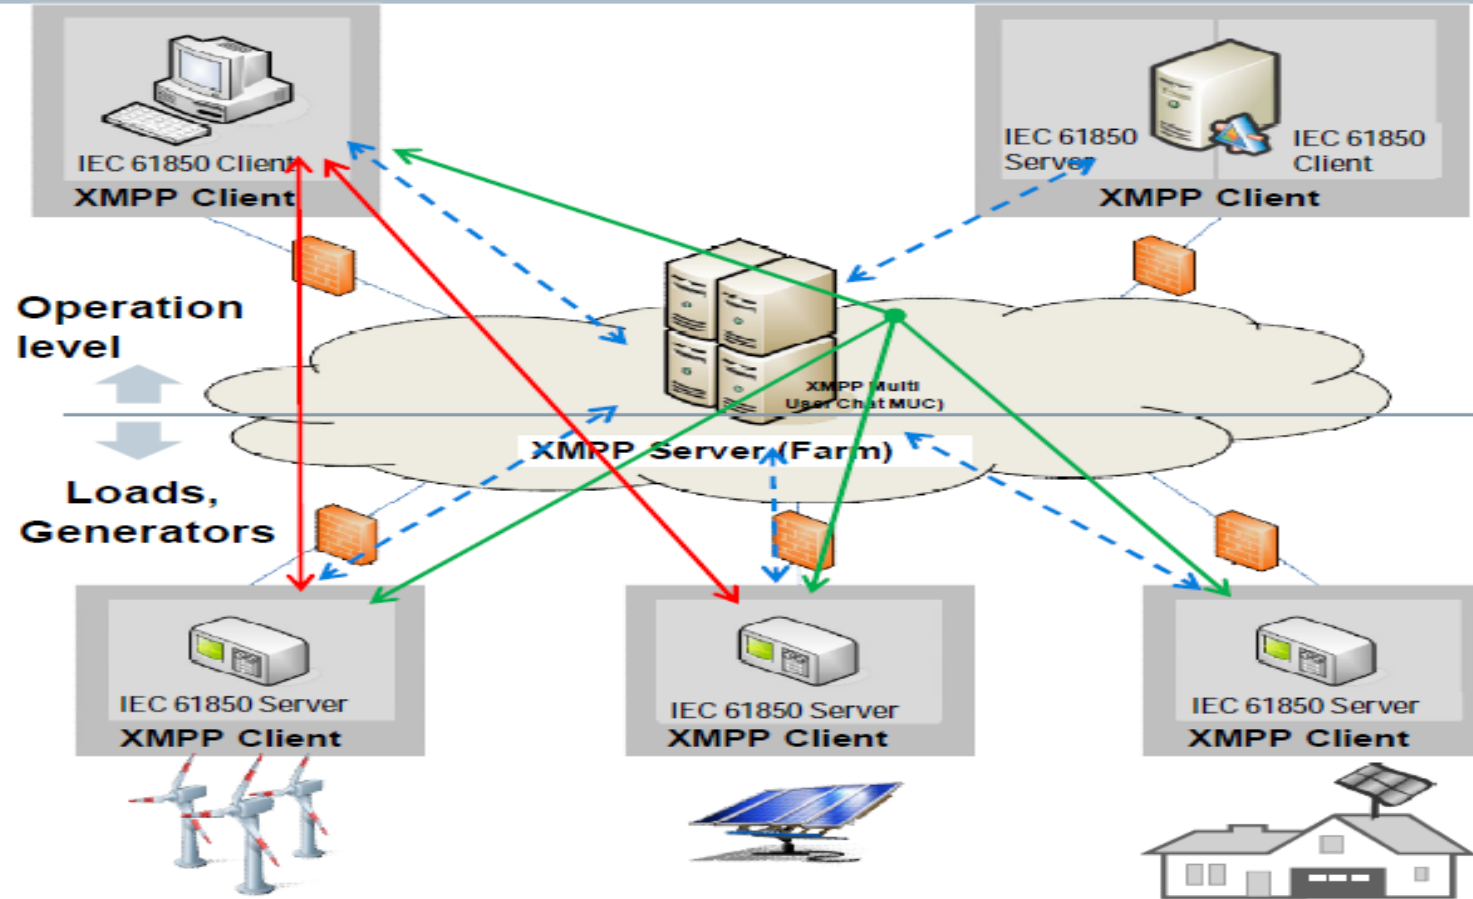 IEC 61850 Client
XMPP Client
IEC 61850
Server
IEC 61850
Client
XMPP Client
Operation
level
XMPP Multi
User Chat MUC)
XMPP Server (Farm)
Loads,
Generators
IEC 61850 Server
XMPP Client
IEC 61850 Server
XMPP Client
IEC 61850 Server
XMPP Client